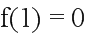 f(1) = 0